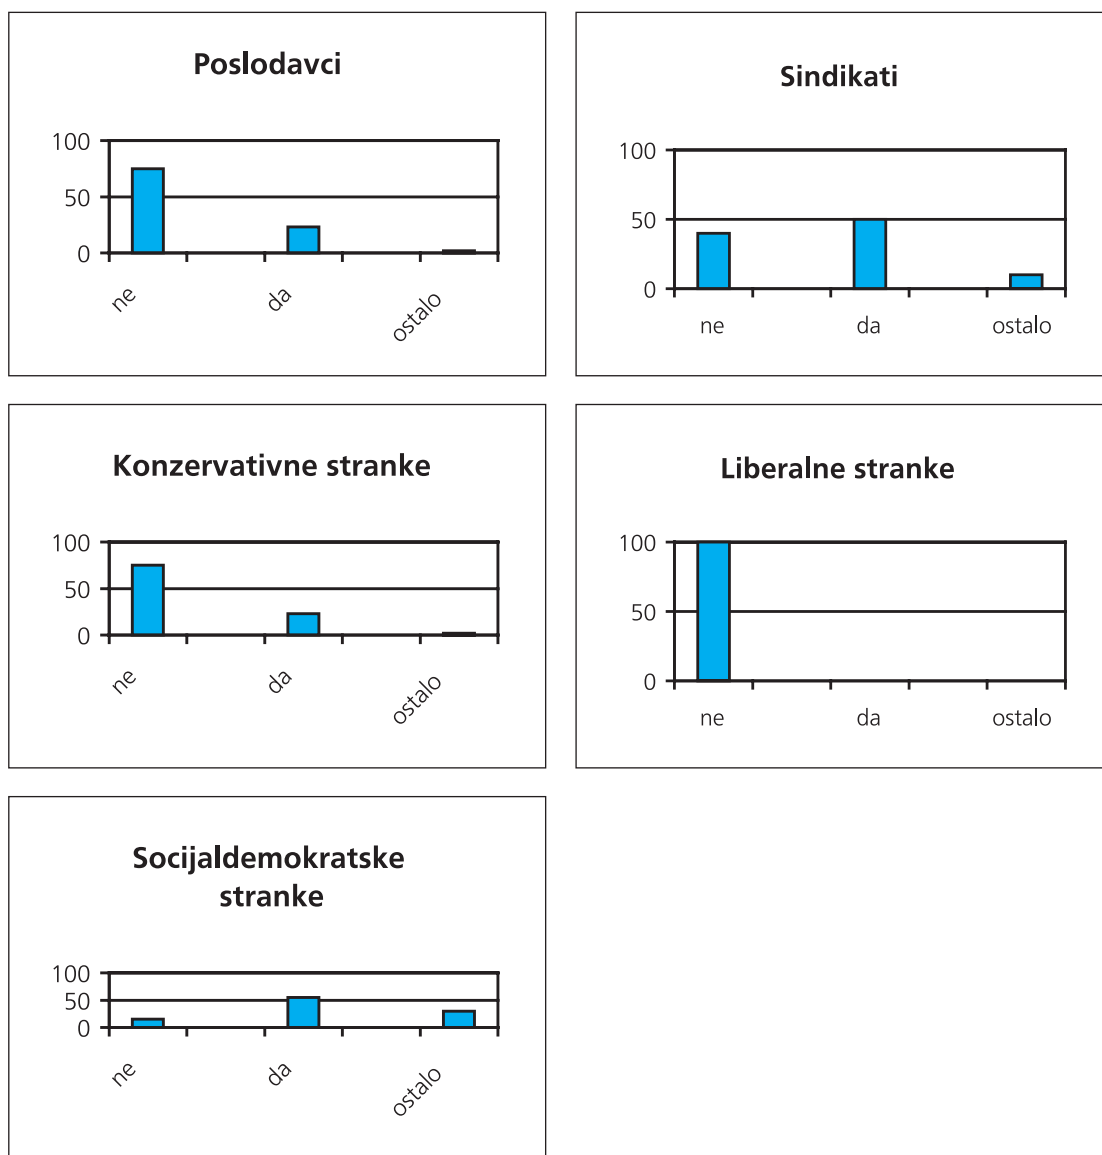 Poslodavci
100
50
0
ne
da
ostalo
Sindikati
100
50
0
ne da ostalo
Konzervativne stranke
100
50
0
ne
da
ostalo
Liberalne stranke
100
50
0
ne da ostalo
Socijaldemokratske
stranke
100
50
0
ne
da
ostalo